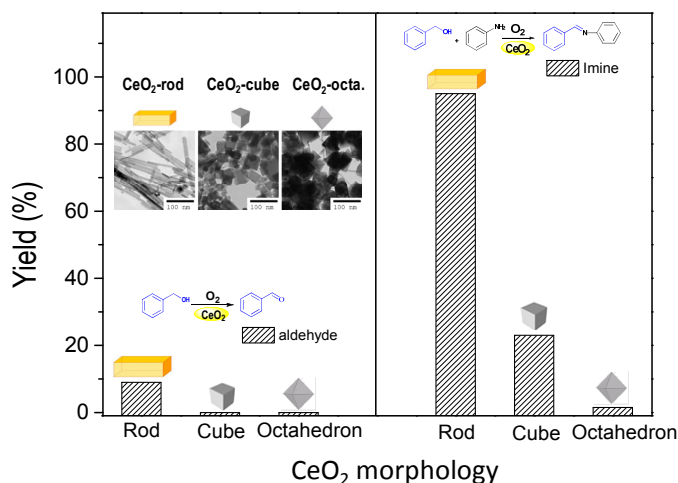 Yield (%)
100
80
60
40
20
0
CeO₂-rod CeO₂-cube CeO₂-octa.
100 nm 100 nm 100 nm
OH O₂ CeO₂ O
aldehyde
OH + NH₂ O₂ CeO₂ N
Imine
Rod Cube Octahedron Rod Cube Octahedron
CeO₂ morphology